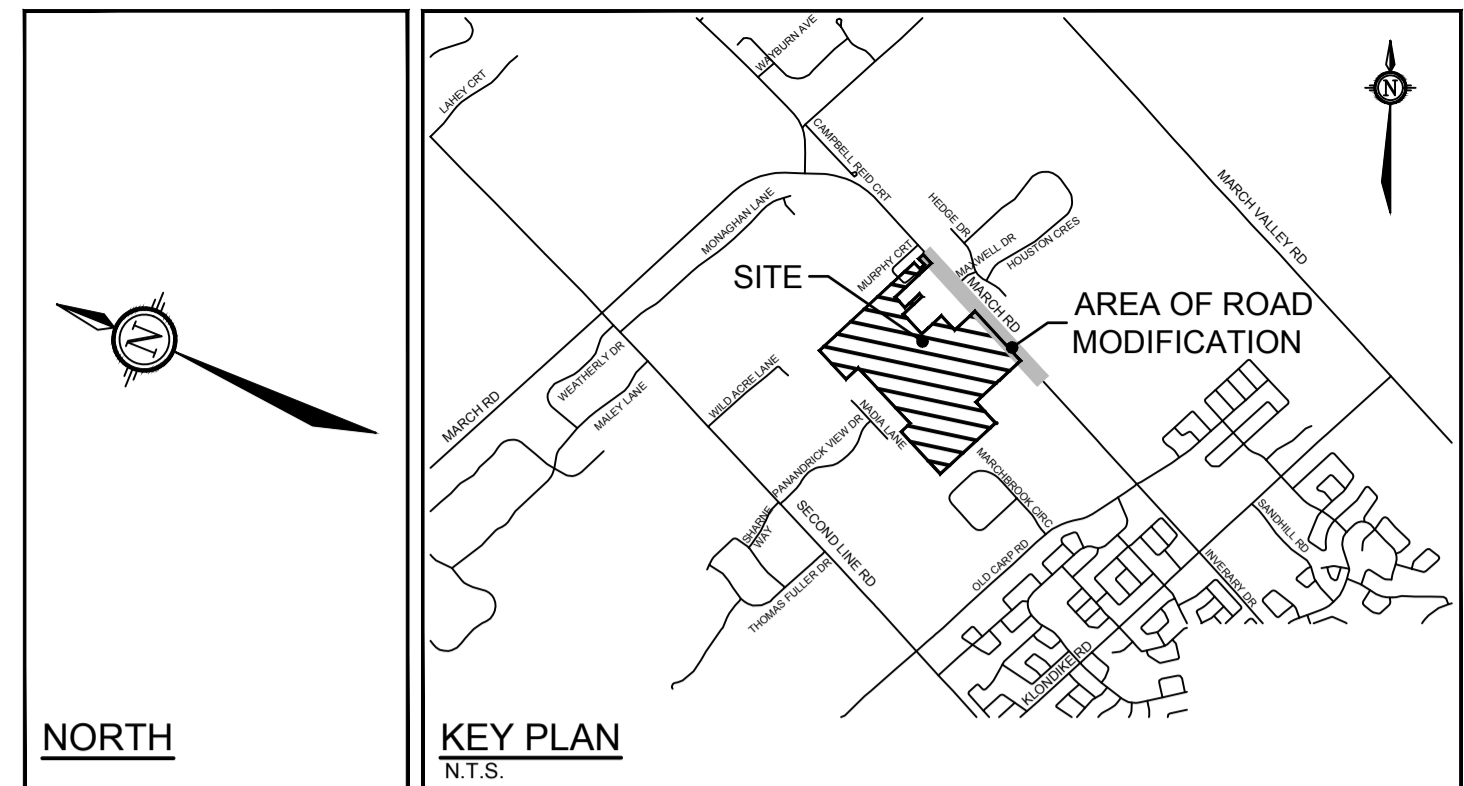 N
NORTH
WAYBURN AVE
LAHEY CRT
CAMPBELL REID CRT
N
MARCH VALLEY RD
MONAGHAN LANE
HEDGE DR
HOUSTON CRES
MAXWELL DR
MURPHY CRT
MARCH RD
SITE
AREA OF ROAD
MODIFICATION
WEATHERLY DR
MARCH RD
MALEY LANE
WILD ACRE LANE
NADIA LANE
PANANDRICK VIEW DR
MARCHBROOK CIRC
SHARNE
WAY
SECOND LINE RD
SANDHILL RD
OLD CARP RD
INVERARY DR
THOMAS FULLER DR
KLONDIKE RD
KEY PLAN
N.T.S.